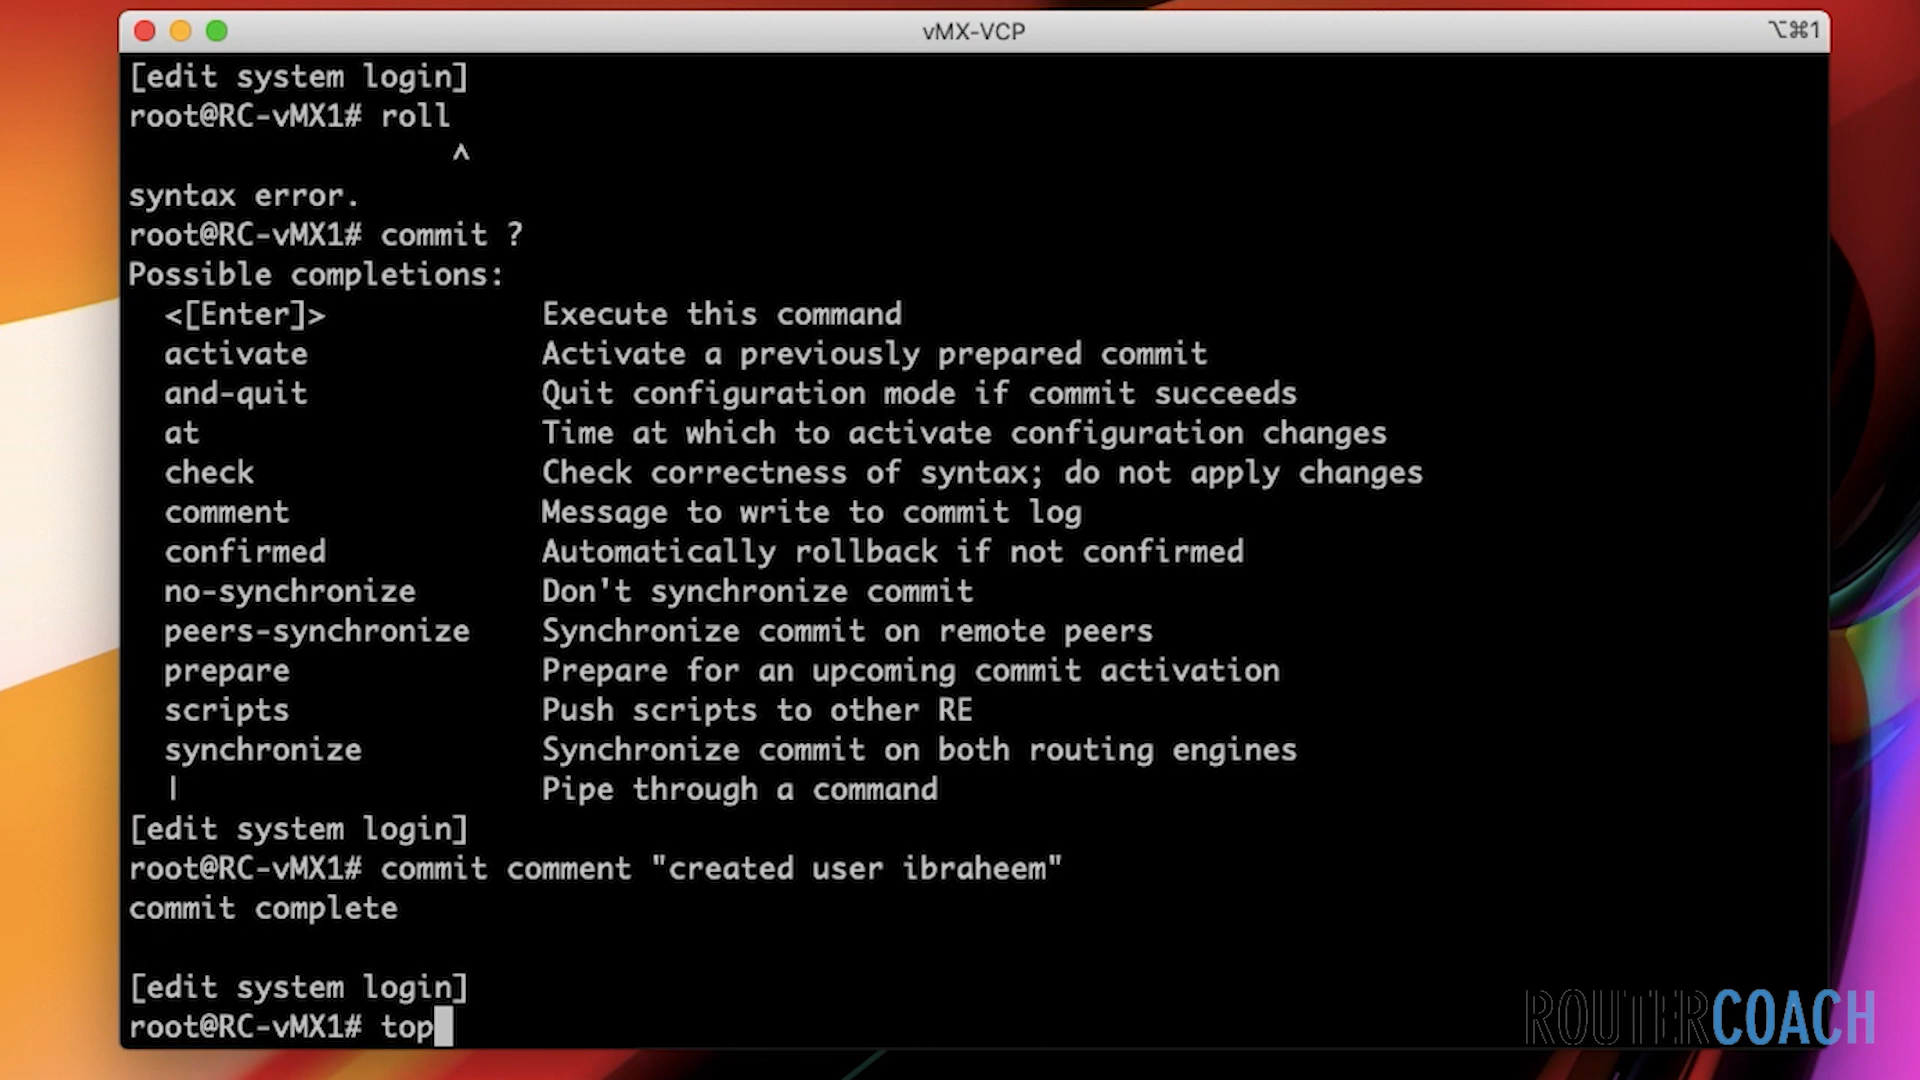 vMX-VCP
⌥⌘1
[edit system login]
root@RC-vMX1# roll
^
syntax error.
root@RC-vMX1# commit ?
Possible completions:
<[Enter]> Execute this command
activate Activate a previously prepared commit
and-quit Quit configuration mode if commit succeeds
at Time at which to activate configuration changes
check Check correctness of syntax; do not apply changes
comment Message to write to commit log
confirmed Automatically rollback if not confirmed
no-synchronize Don't synchronize commit
peers-synchronize Synchronize commit on remote peers
prepare Prepare for an upcoming commit activation
scripts Push scripts to other RE
synchronize Synchronize commit on both routing engines
| Pipe through a command
[edit system login]
root@RC-vMX1# commit comment "created user ibraheem"
commit complete
[edit system login]
root@RC-vMX1# top
ROUTERCOACH